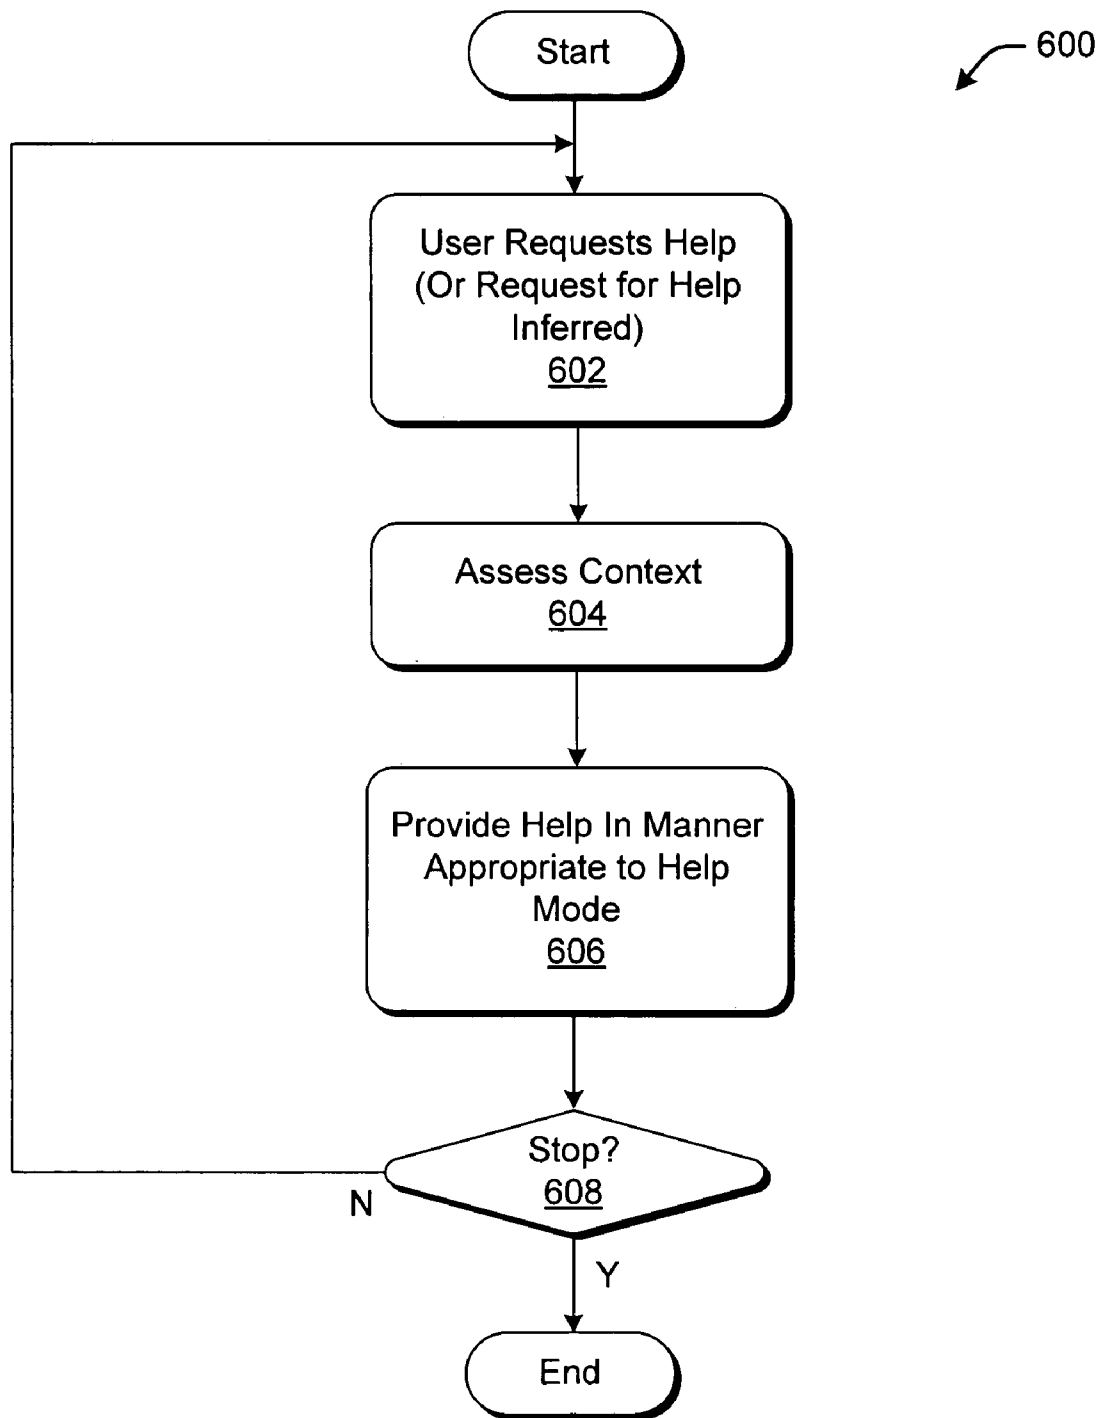 Start
600
User Requests Help
(Or Request for Help
Inferred)
602
Assess Context
604
Provide Help In Manner
Appropriate to Help
Mode
606
Stop?
608
N
Y
End